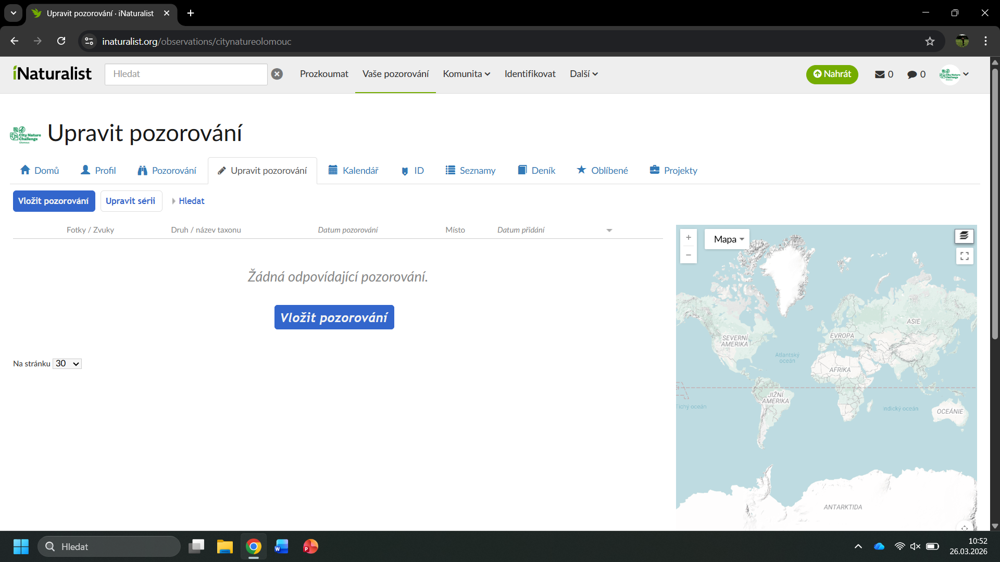 Upravit pozorování · iNaturalist
inaturalist.org/observations/citynatureolomouc
iNaturalist
Hledat
Prozkoumat
Vaše pozorování
Komunita
Identifikovat
Další
Nahrát
0
0
City Nature
Challenge
Olomouc
Upravit pozorování
Domů
Profil
Pozorování
Upravit pozorování
Kalendář
ID
Seznamy
Deník
Oblíbené
Projekty
Vložit pozorování
Upravit sérii
Hledat
Fotky / Zvuky
Druh / název taxonu
Datum pozorování
Místo
Datum přidání
Žádná odpovídající pozorování.
Vložit pozorování
Na stránku 30
+
−
Mapa
ASIE
EVROPA
SEVERNÍ
AMERIKA
Atlantský
oceán
AFRIKA
JIŽNÍ
AMERIKA
Tichý oceán
Indický oceán
OCEÁNIE
ANTARKTIDA
Hledat
10:52
26.03.2026